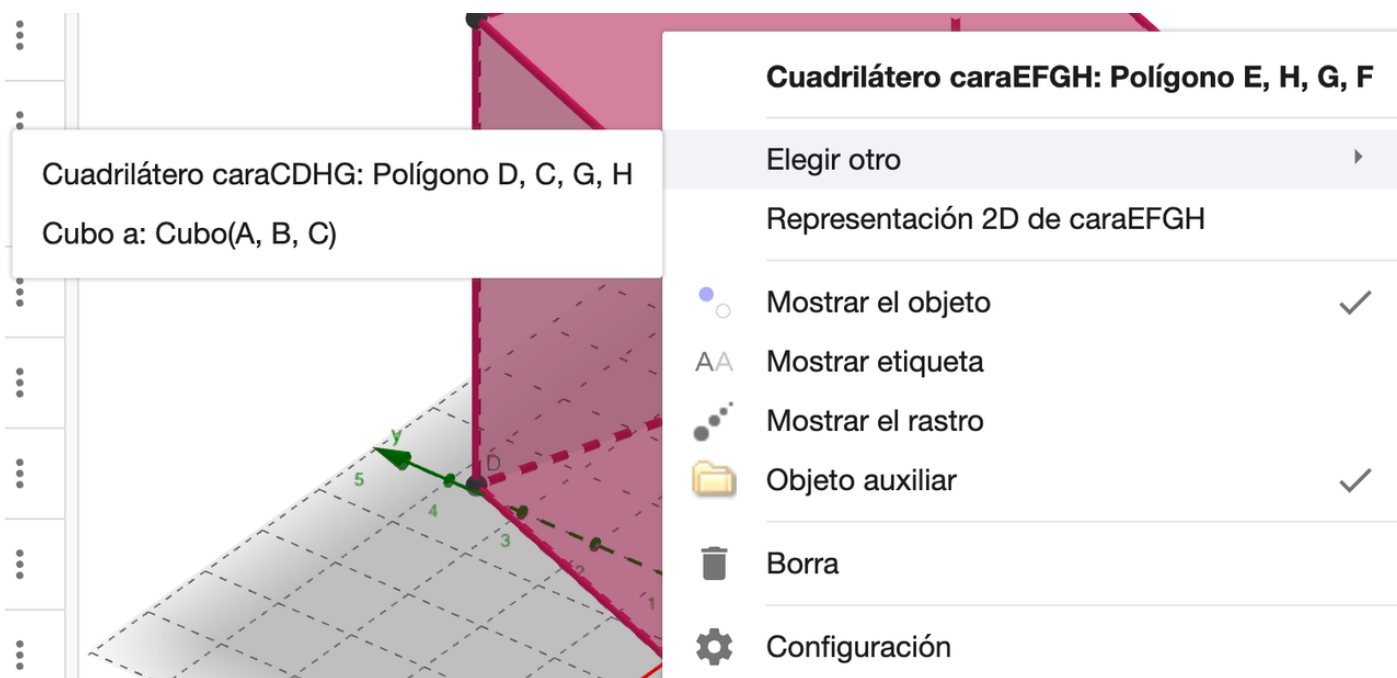 Cuadrilátero caraEFGH: Polígono E, H, G, F
Elegir otro
Cuadrilátero caraCDHG: Polígono D, C, G, H
Cubo a: Cubo(A, B, C)
Representación 2D de caraEFGH
Mostrar el objeto
AA Mostrar etiqueta
Mostrar el rastro
Objeto auxiliar
Borra
Configuración
y
D
5
4
3
2
1